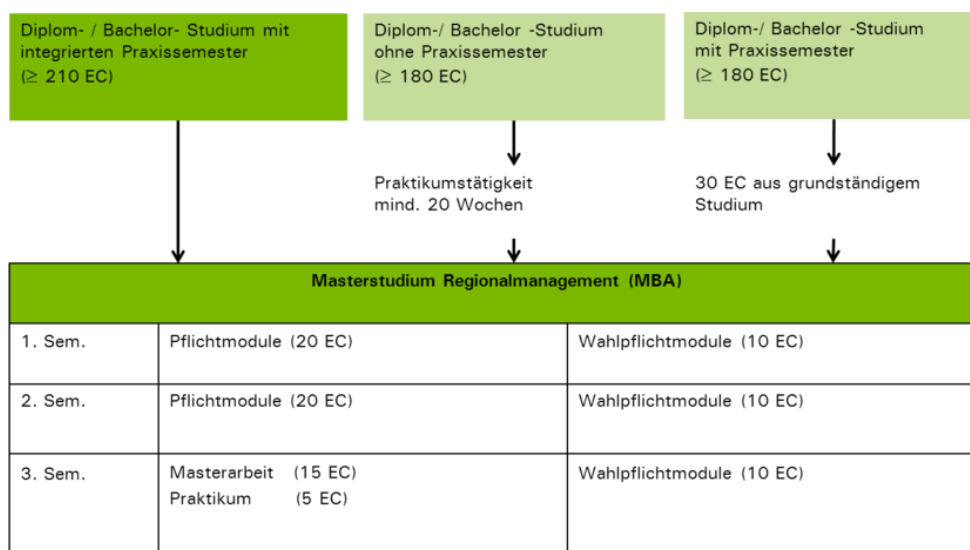 Diplom- / Bachelor- Studium mit
integrierten Praxissemester
(≥ 210 EC)
Diplom-/ Bachelor -Studium
ohne Praxissemester
(≥ 180 EC)
Diplom-/ Bachelor -Studium
mit Praxissemester
(≥ 180 EC)
Praktikumstätigkeit
mind. 20 Wochen
30 EC aus grundständigem
Studium
Masterstudium Regionalmanagement (MBA)
1. Sem. Pflichtmodule (20 EC) Wahlpflichtmodule (10 EC)
2. Sem. Pflichtmodule (20 EC) Wahlpflichtmodule (10 EC)
3. Sem. Masterarbeit (15 EC) Wahlpflichtmodule (10 EC)
Praktikum (5 EC)